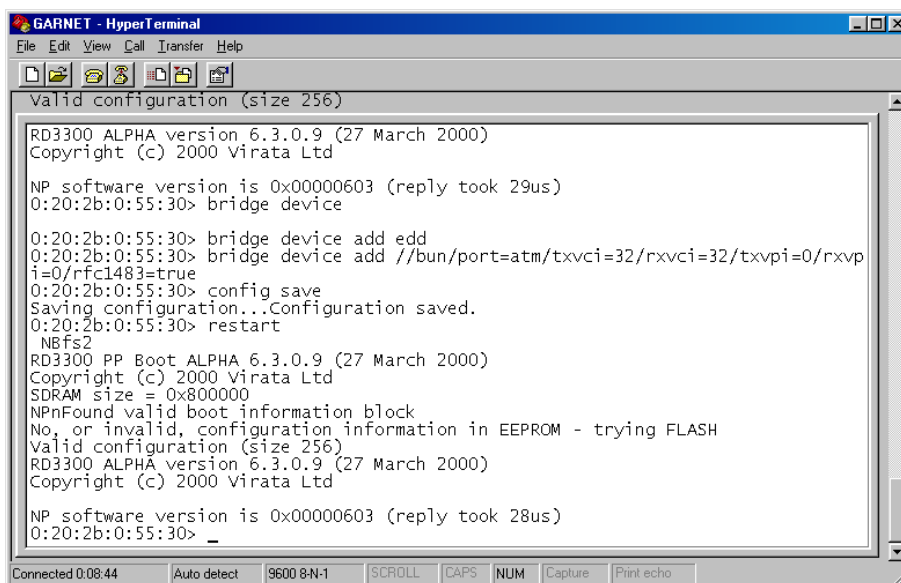 GARNET - HyperTerminal
File Edit View Call Transfer Help
Valid configuration (size 256)
RD3300 ALPHA version 6.3.0.9 (27 March 2000)
Copyright (c) 2000 Virata Ltd
NP software version is 0x00000603 (reply took 29us)
0:20:2b:0:55:30> bridge device
0:20:2b:0:55:30> bridge device add edd
0:20:2b:0:55:30> bridge device add //bun/port=atm/txvci=32/rxvci=32/txvpi=0/rxvp
i=0/rfc1483=true
0:20:2b:0:55:30> config save
Saving configuration...Configuration saved.
0:20:2b:0:55:30> restart
NBfs2
RD3300 PP Boot ALPHA 6.3.0.9 (27 March 2000)
Copyright (c) 2000 Virata Ltd
SDRAM size = 0x800000
NPnFound valid boot information block
No, or invalid, configuration information in EEPROM - trying FLASH
Valid configuration (size 256)
RD3300 ALPHA version 6.3.0.9 (27 March 2000)
Copyright (c) 2000 Virata Ltd
NP software version is 0x00000603 (reply took 28us)
0:20:2b:0:55:30> _
Connected 0:08:44 Auto detect 9600 8-N-1 SCROLL CAPS NUM Capture Print echo